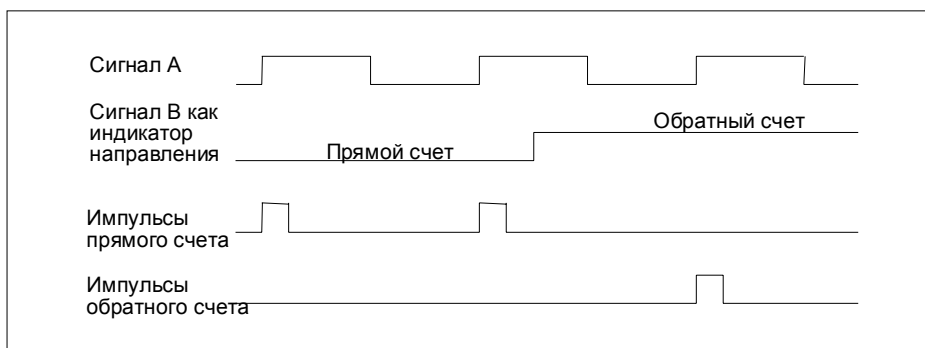 Сигнал А
Сигнал В как
индикатор
направления
Прямой счет
Обратный счет
Импульсы
прямого счета
Импульсы
обратного счета